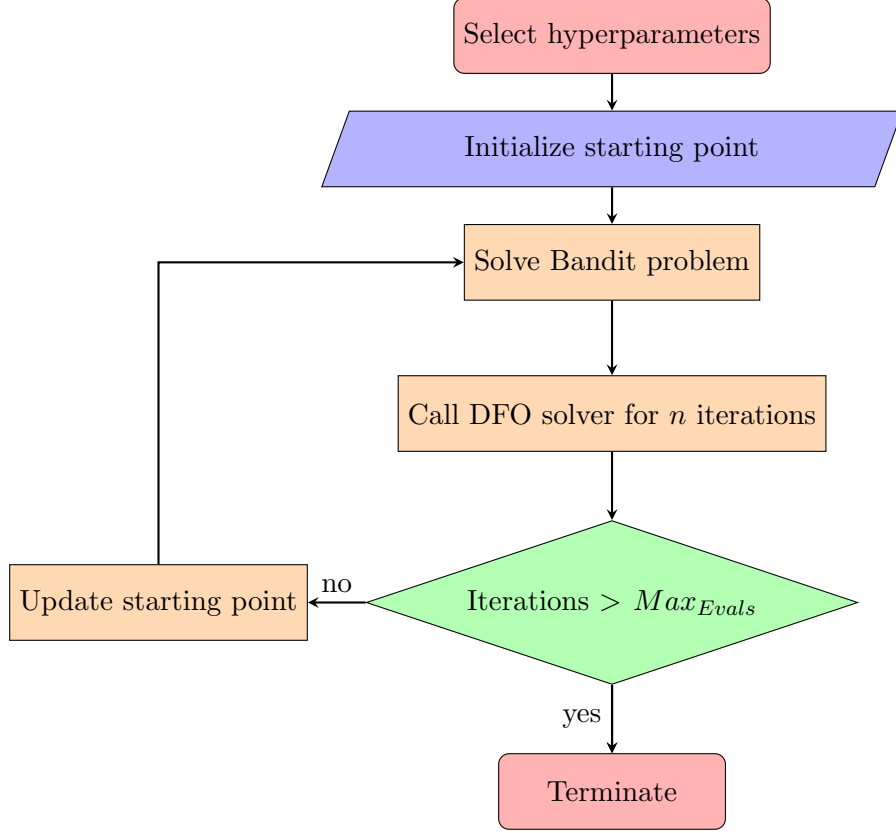 Select hyperparameters
Initialize starting point
Solve Bandit problem
Call DFO solver for n iterations
Iterations > Max_Evals
no
Update starting point
yes
Terminate